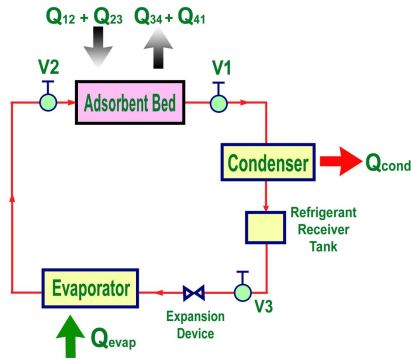 Q12 + Q23
Q34 + Q41
V2
V1
Adsorbent Bed
Condenser
Qcond
Refrigerant
Receiver
Tank
Evaporator
V3
Expansion
Device
Qevap